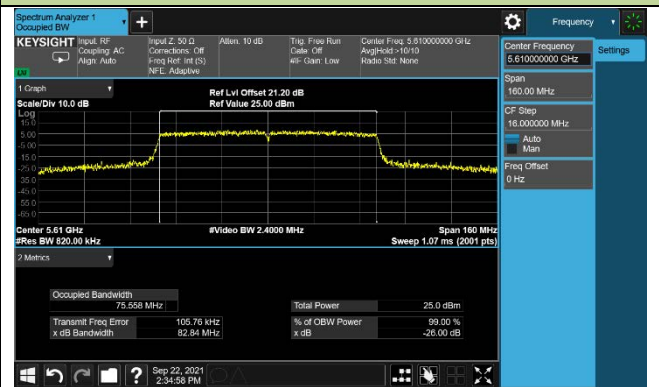 Spectrum Analyzer 1
Occupied BW
+
Frequency
KEYSIGHT
Input: RF
Coupling: AC
Align: Auto
Input Z: 50 Ω
Corrections: Off
Freq Ref: Int (S)
NFE: Adaptive
Atten: 10 dB
Trig: Free Run
Gate: Off
#IF Gain: Low
Center Freq: 5.610000000 GHz
Avg|Hold:>10/10
Radio Std: None
Center Frequency
5.610000000 GHz
Settings
Span
160.00 MHz
CF Step
16.000000 MHz
Auto
Man
Freq Offset
0 Hz
1 Graph
Scale/Div 10.0 dB
Ref Lvl Offset 21.20 dB
Ref Value 25.00 dBm
Log
15.0
5.00
-5.00
-15.0
-25.0
-35.0
-45.0
-55.0
-65.0
Center 5.61 GHz
#Video BW 2.4000 MHz
Span 160 MHz
#Res BW 820.00 kHz
Sweep 1.07 ms (2001 pts)
2 Metrics
Occupied Bandwidth
75.558 MHz
Total Power
25.0 dBm
Transmit Freq Error
105.76 kHz
% of OBW Power
99.00 %
x dB Bandwidth
82.84 MHz
x dB
-26.00 dB
?
Sep 22, 2021
2:34:58 PM